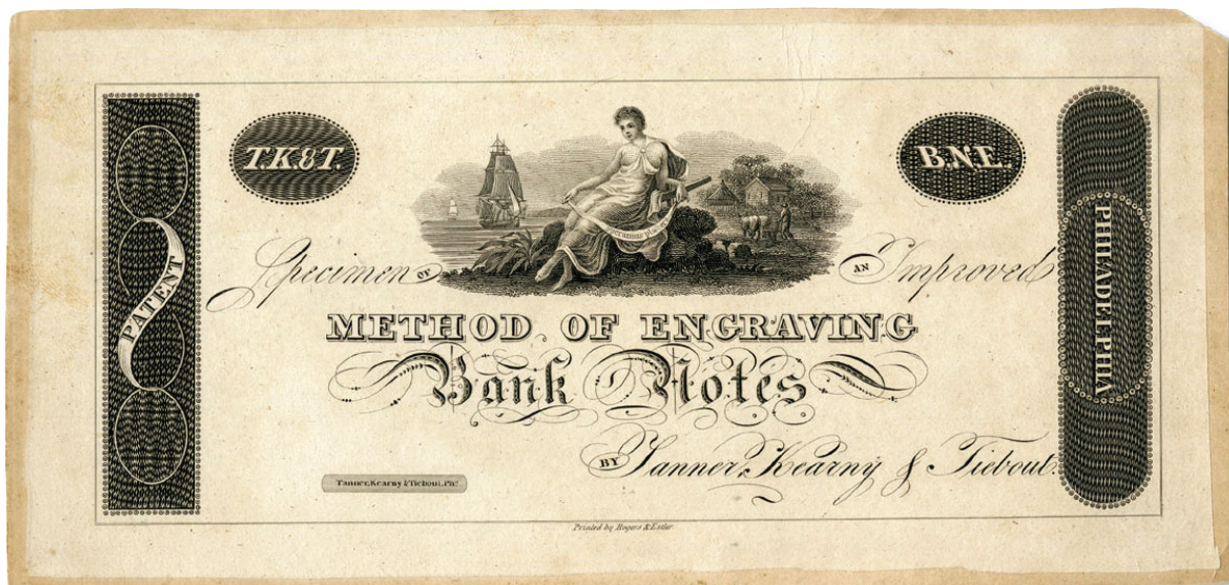 T.K&T.
B.N.E.
PATENT
PHILADELPHIA
Specimen OF AN Improved
METHOD OF ENGRAVING
Bank Notes
BY Tanner, Kearny & Tiebout.
Tanner, Kearny & Tiebout, Pha.
Printed by Rogers & Esler.